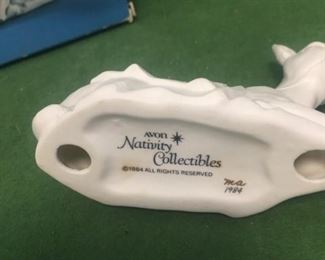 AVON
Nativity
Collectibles
©1984 ALL RIGHTS RESERVED
1984